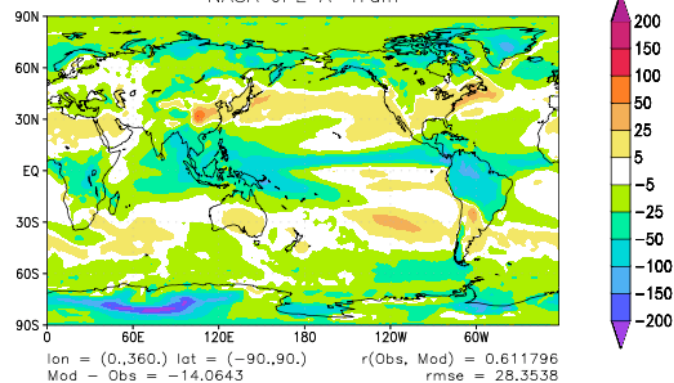 90N
60N
30N
EQ
30S
60S
90S
0 60E 120E 180 120W 60W
200
150
100
50
25
5
−5
−25
−50
−100
−150
−200
lon = (0.,360.) lat = (−90.,90.) r(Obs, Mod) = 0.611796
Mod − Obs = −14.0643 rmse = 28.3538